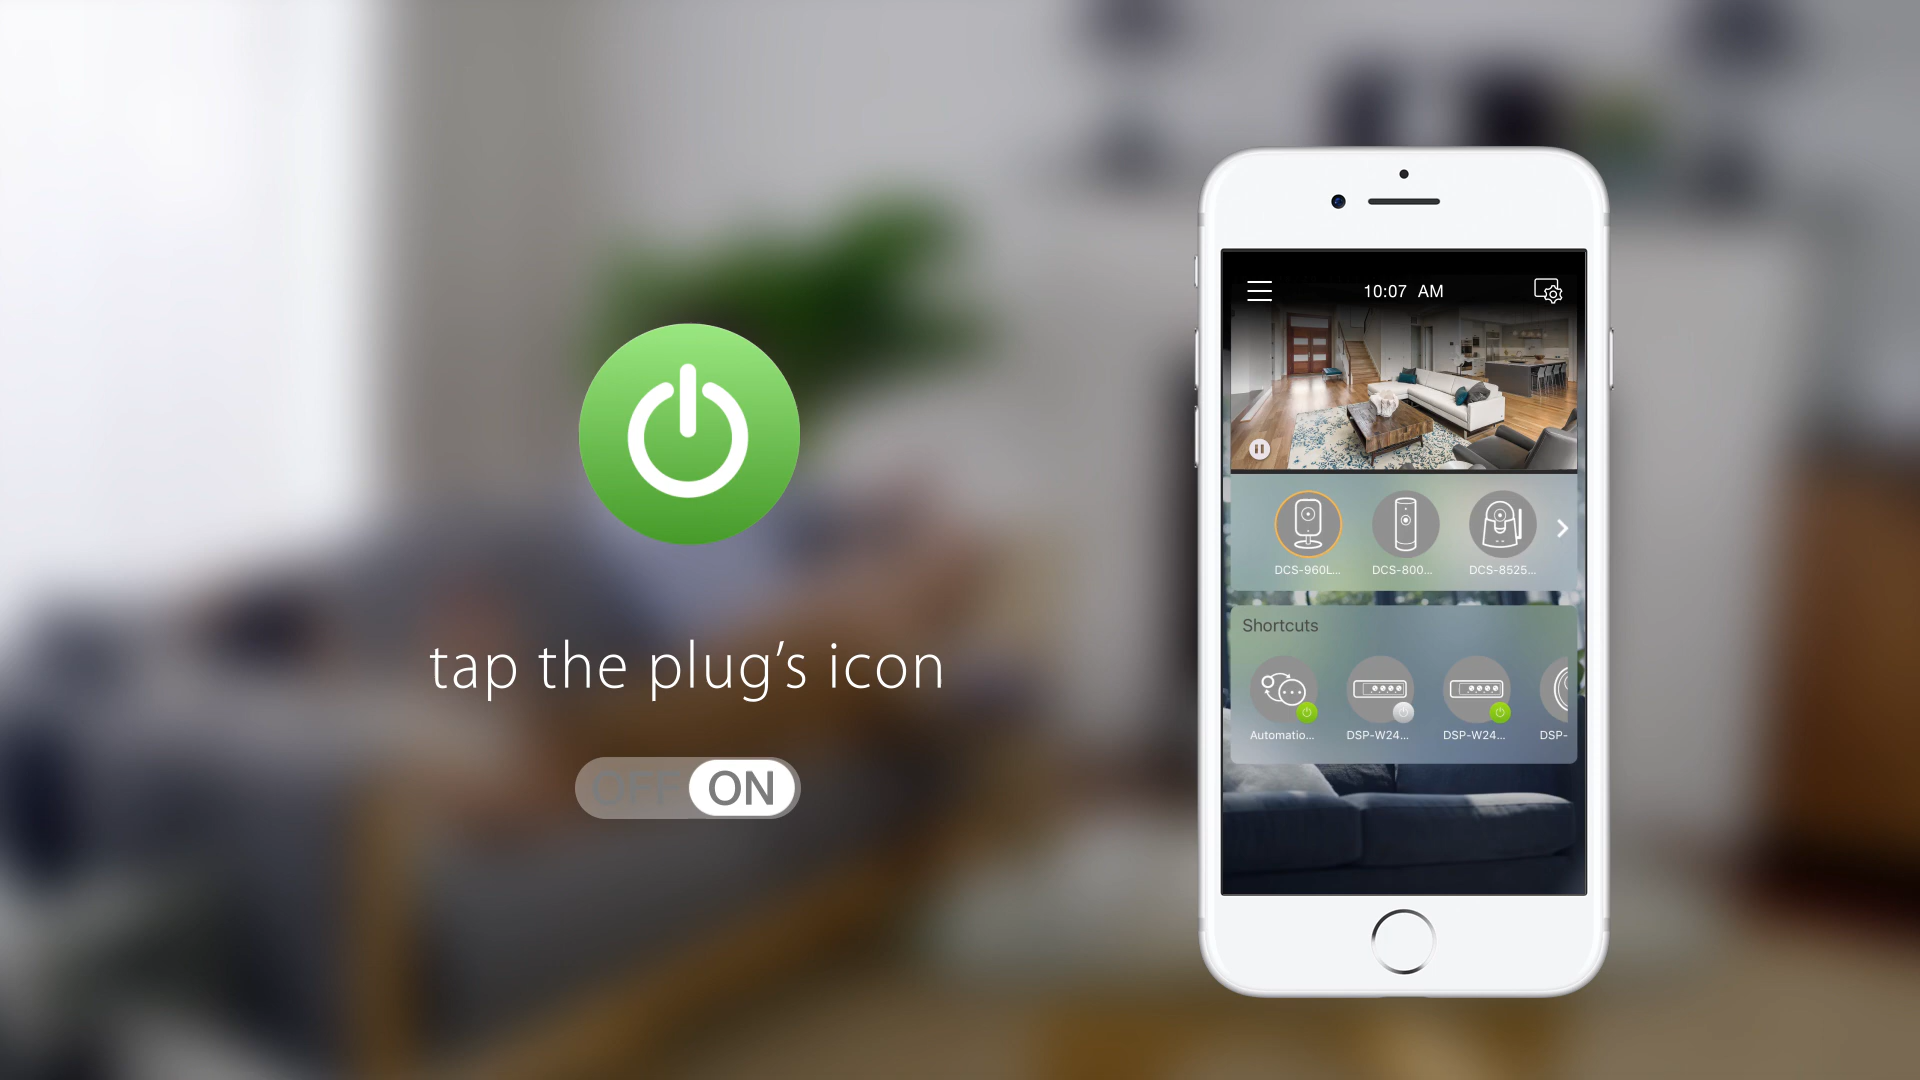 tap the plug's icon
OFF ON
10:07 AM
DCS-960L... DCS-800... DCS-8525...
Shortcuts
Automatio... DSP-W24... DSP-W24... DSP-